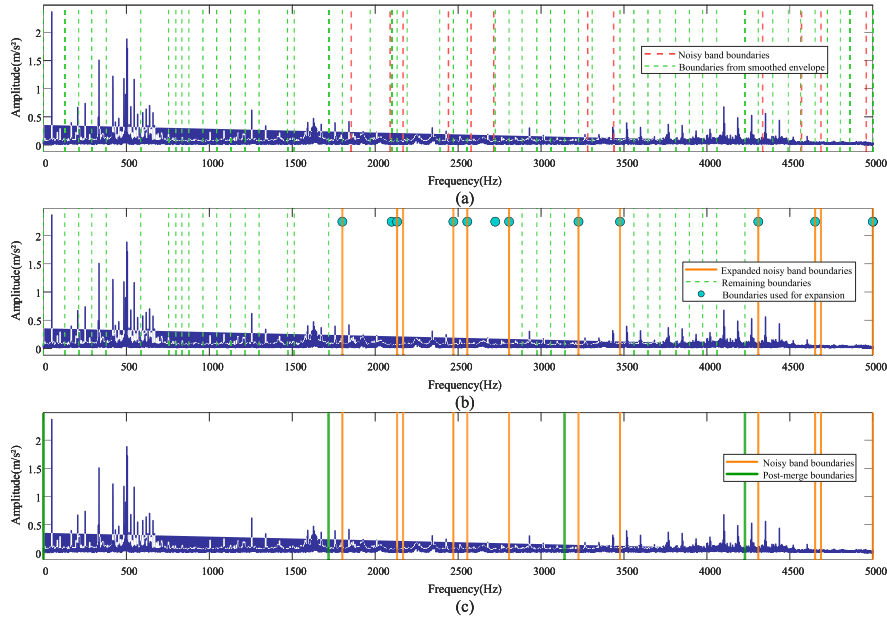 Amplitude(m/s²)
2
1.5
1
0.5
0
Noisy band boundaries
Boundaries from smoothed envelope
0 500 1000 1500 2000 2500 3000 3500 4000 4500 5000
Frequency(Hz)
(a)
Amplitude(m/s²)
2
1.5
1
0.5
0
Expanded noisy band boundaries
Remaining boundaries
Boundaries used for expansion
0 500 1000 1500 2000 2500 3000 3500 4000 4500 5000
Frequency(Hz)
(b)
Amplitude(m/s²)
2
1.5
1
0.5
0
Noisy band boundaries
Post-merge boundaries
0 500 1000 1500 2000 2500 3000 3500 4000 4500 5000
Frequency(Hz)
(c)